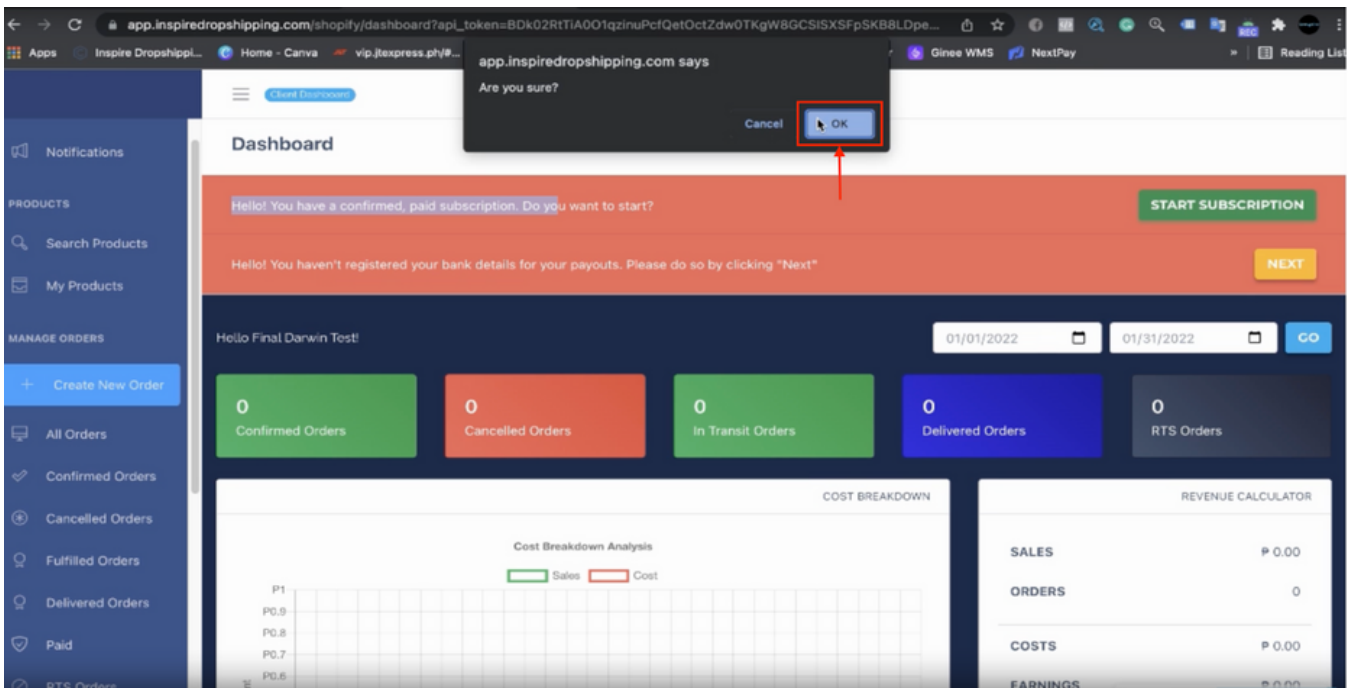 app.inspiredropshipping.com/shopify/dashboard?api_token=BDk02RtTiA0O1qzinuPcfQetOctZdw0TKgW8GCSISXSFpSKB8LDpe...
REC
Apps Inspire Dropshippi... Home - Canva vip.jtexpress.ph/#... Ginee WMS NextPay » Reading List
app.inspiredropshipping.com says
Are you sure?
Cancel OK
Client Dashboard
Dashboard
Notifications
PRODUCTS
Search Products
My Products
MANAGE ORDERS
Create New Order
All Orders
Confirmed Orders
Cancelled Orders
Fulfilled Orders
Delivered Orders
Paid
RTS Orders
Hello! You have a confirmed, paid subscription. Do you want to start?
START SUBSCRIPTION
Hello! You haven't registered your bank details for your payouts. Please do so by clicking "Next"
NEXT
Hello Final Darwin Test!
01/01/2022 01/31/2022 GO
0
Confirmed Orders
0
Cancelled Orders
0
In Transit Orders
0
Delivered Orders
0
RTS Orders
COST BREAKDOWN
Cost Breakdown Analysis
Sales Cost
P1
P0.9
P0.8
P0.7
P0.6
REVENUE CALCULATOR
SALES ₱ 0.00
ORDERS 0
COSTS ₱ 0.00
EARNINGS ₱ 0.00